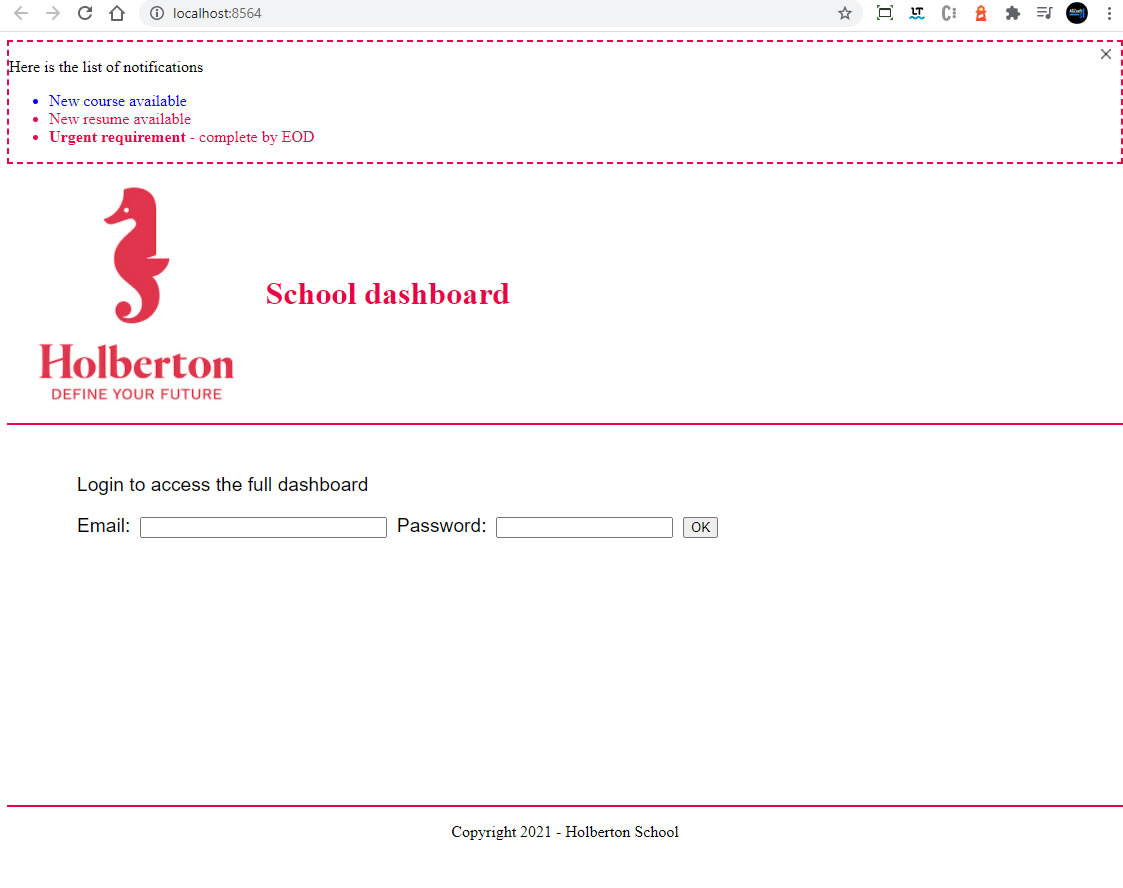 localhost:8564
LT
Here is the list of notifications
New course available
New resume available
Urgent requirement - complete by EOD
School dashboard
Holberton
DEFINE YOUR FUTURE
Login to access the full dashboard
Email: Password: OK
Copyright 2021 - Holberton School